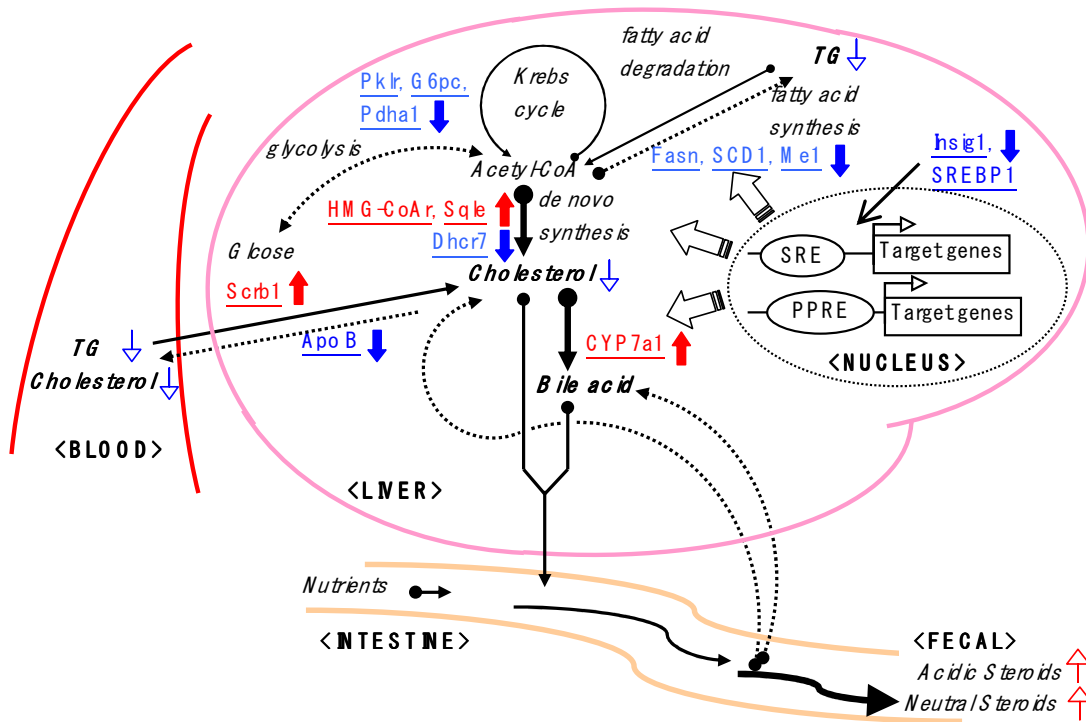 fatty acid
degradation
TG
Krebs
cycle
Pklr, G6pc,
Pdha1
fatty acid
synthesis
glycolysis
Acetyl-CoA
Fasn, SCD1, Me1
Insig1,
SREBP1
HMG-CoAr, Sqle
de novo
synthesis
Dhcr7
Glcose
Cholesterol
SRE
Target genes
PPRE
Target genes
<NUCLEUS>
Scrb1
ApoB
TG
Cholesterol
CYP7a1
Bile acid
<BLOOD>
<LIVER>
Nutrients
<INTESTINE>
<FECAL>
Acidic Steroids
Neutral Steroids